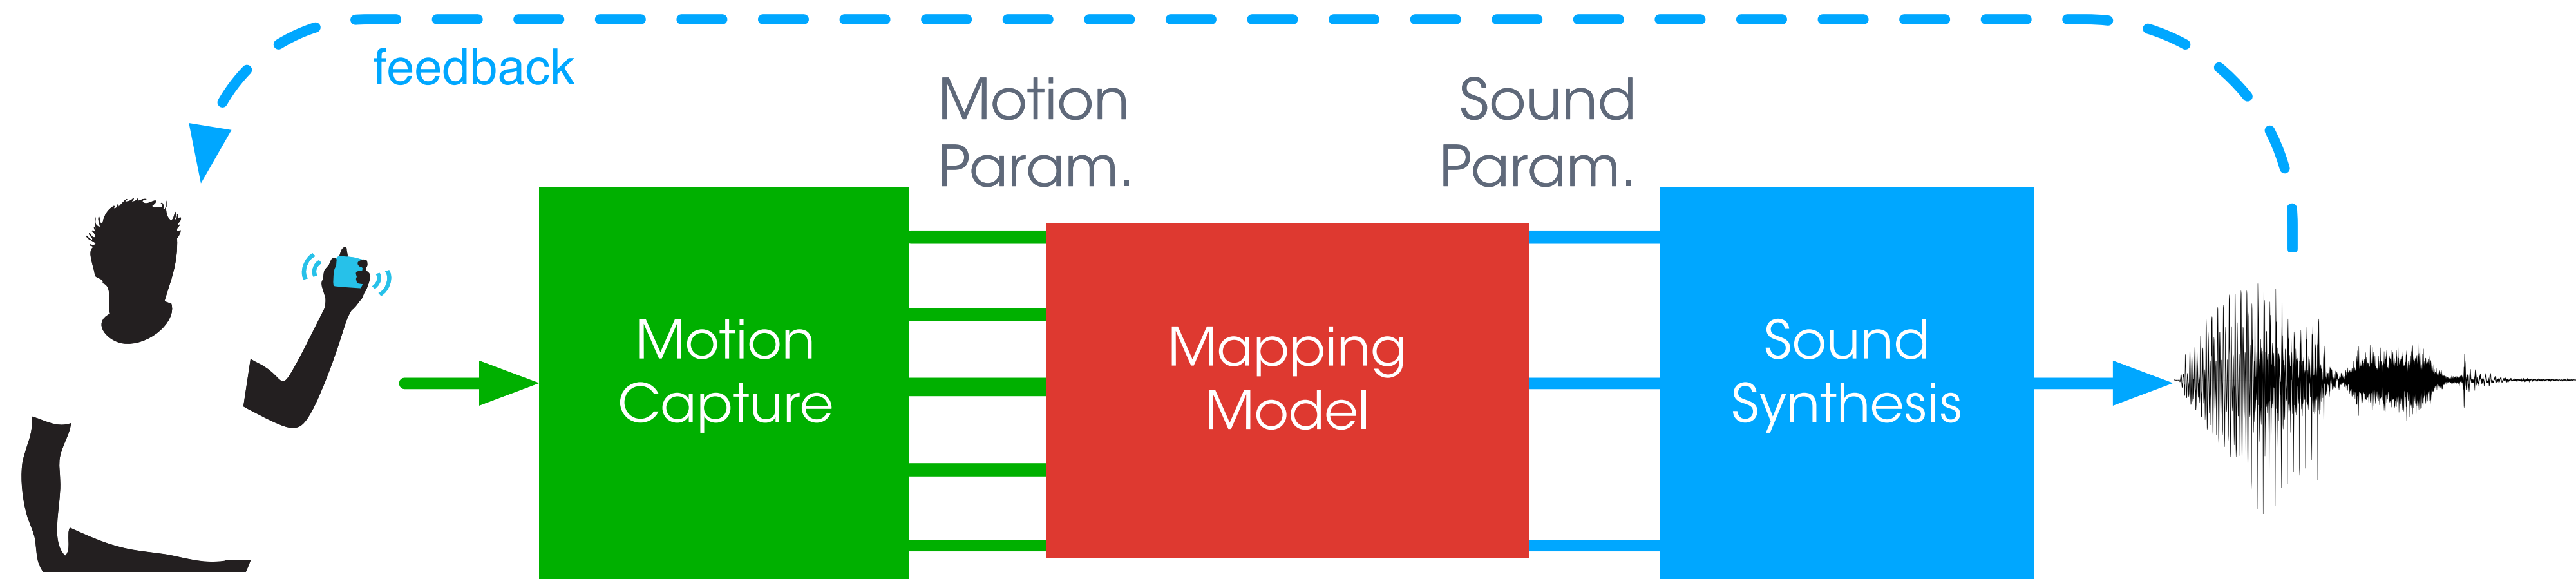 feedback
Motion
Param.
Sound
Param.
Motion
Capture
Mapping
Model
Sound
Synthesis